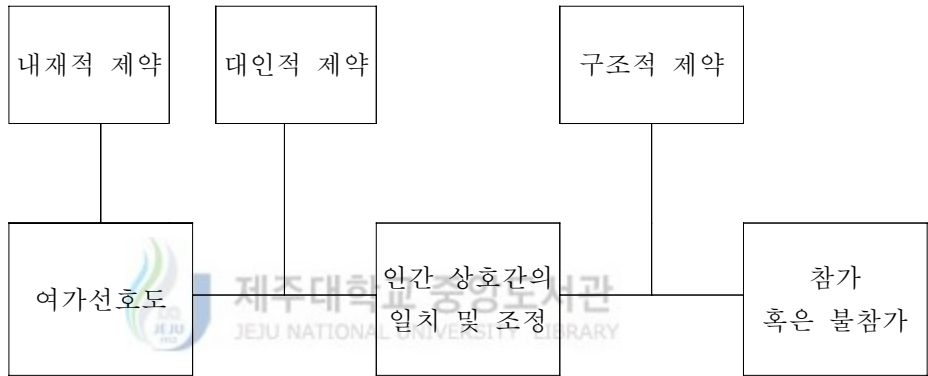 내재적 제약
대인적 제약
구조적 제약
여가선호도
인간 상호간의
일치 및 조정
참가
혹은 불참가
제주대학교 중앙도서관
JEJU NATIONAL UNIVERSITY LIBRARY
JEJU
1952